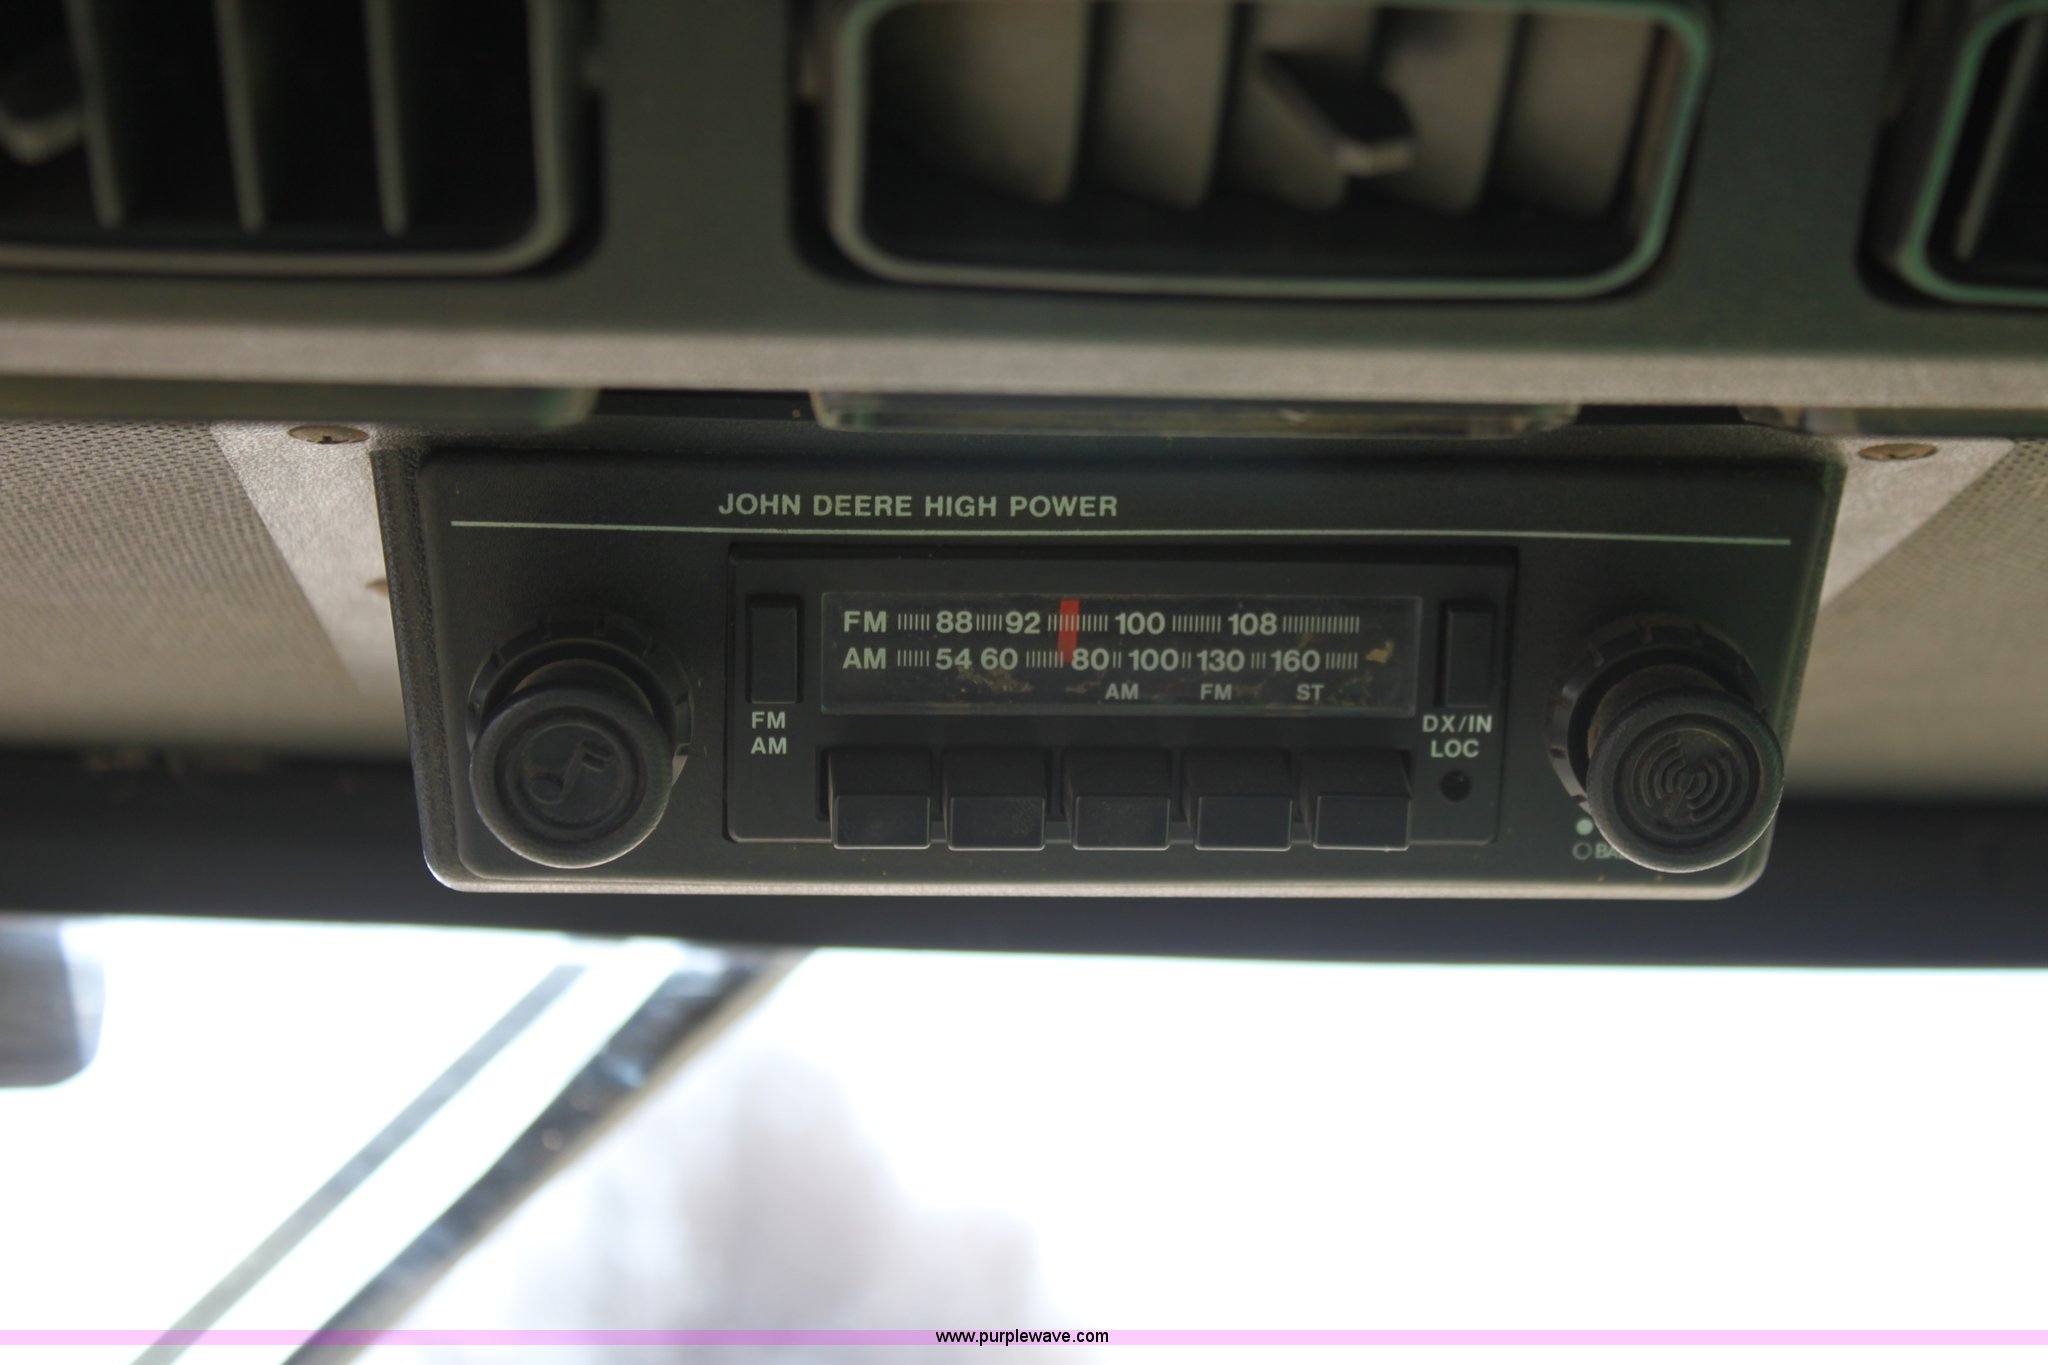 JOHN DEERE HIGH POWER
FM 88 92 100 108
AM 54 60 80 100 130 160
AM FM ST
FM
AM
DX/IN
LOC
www.purplewave.com